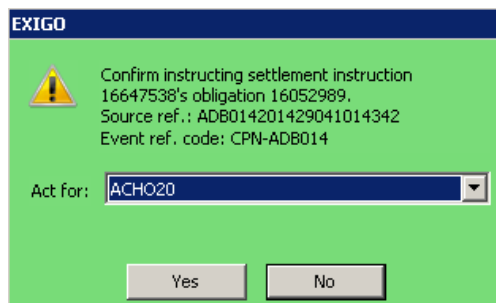 EXIGO
Confirm instructing settlement instruction
16647538's obligation 16052989.
Source ref.: ADB014201429041014342
Event ref. code: CPN-ADB014
Act for: ACHO20
Yes No